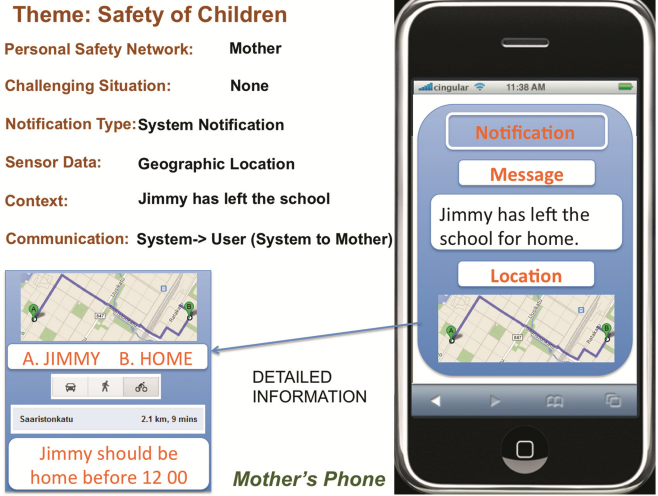 Theme: Safety of Children
Personal Safety Network: Mother
Challenging Situation: None
Notification Type: System Notification
Sensor Data: Geographic Location
Context: Jimmy has left the school
Communication: System-> User (System to Mother)
A
B
647
A. JIMMY B. HOME
Saaristonkatu 2.1 km, 9 mins
Jimmy should be
home before 12 00
DETAILED
INFORMATION
Mother's Phone
cingular 11:38 AM
Notification
Message
Jimmy has left the
school for home.
Location
A
B
647